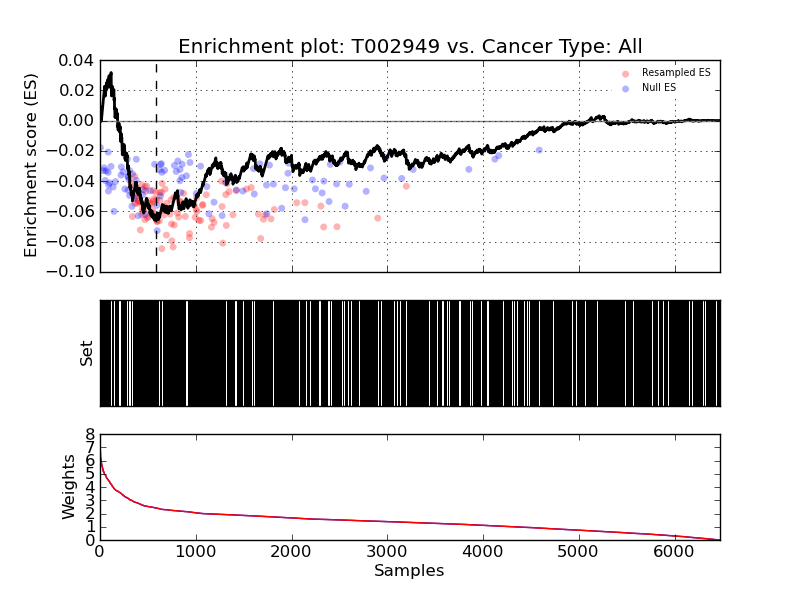 Enrichment plot: T002949 vs. Cancer Type: All
Enrichment score (ES)
0.04
0.02
0.00
−0.02
−0.04
−0.06
−0.08
−0.10
Resampled ES
Null ES
Set
Weights
8
7
6
5
4
3
2
1
0
0 1000 2000 3000 4000 5000 6000
Samples